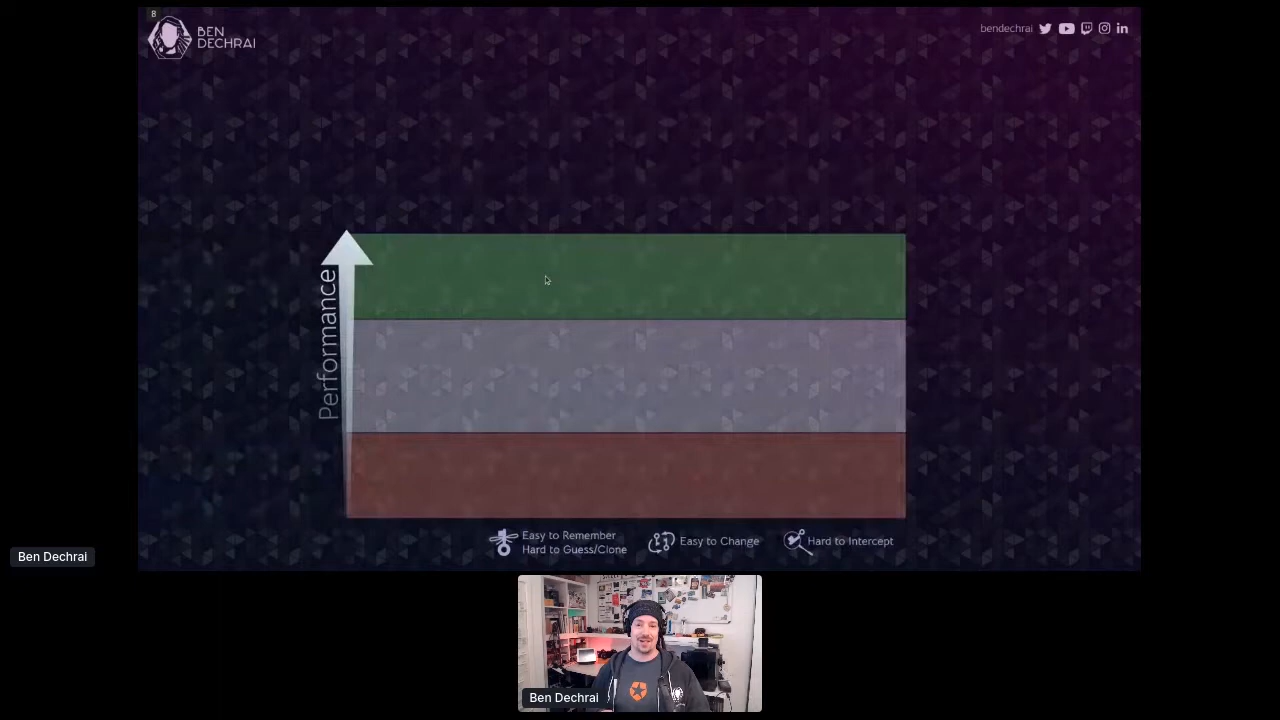 B
BEN
DECHRAI
bendechrai
Performance
Easy to Remember
Hard to Guess/Clone
Easy to Change
Hard to Intercept
Ben Dechrai
Ben Dechrai